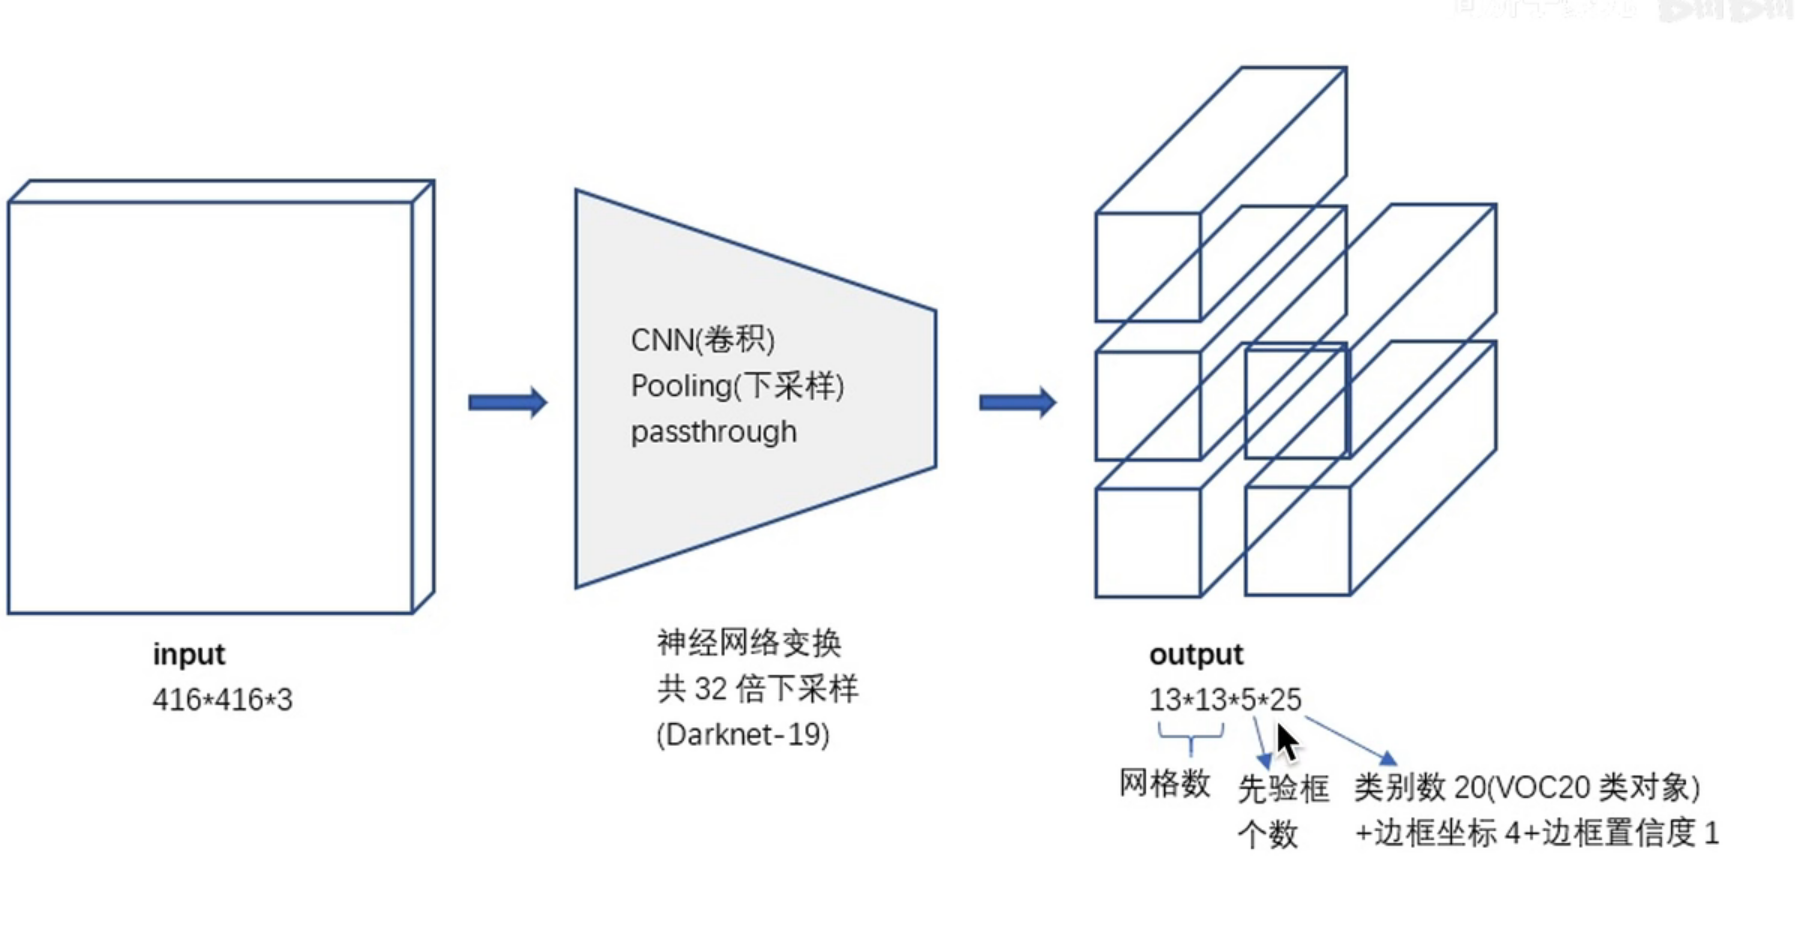 CNN(卷积)
Pooling(下采样)
passthrough
input
416*416*3
神经网络变换
共 32 倍下采样
(Darknet-19)
output
13*13*5*25
网格数
先验框
个数
类别数 20(VOC20 类对象)
+边框坐标 4+边框置信度 1